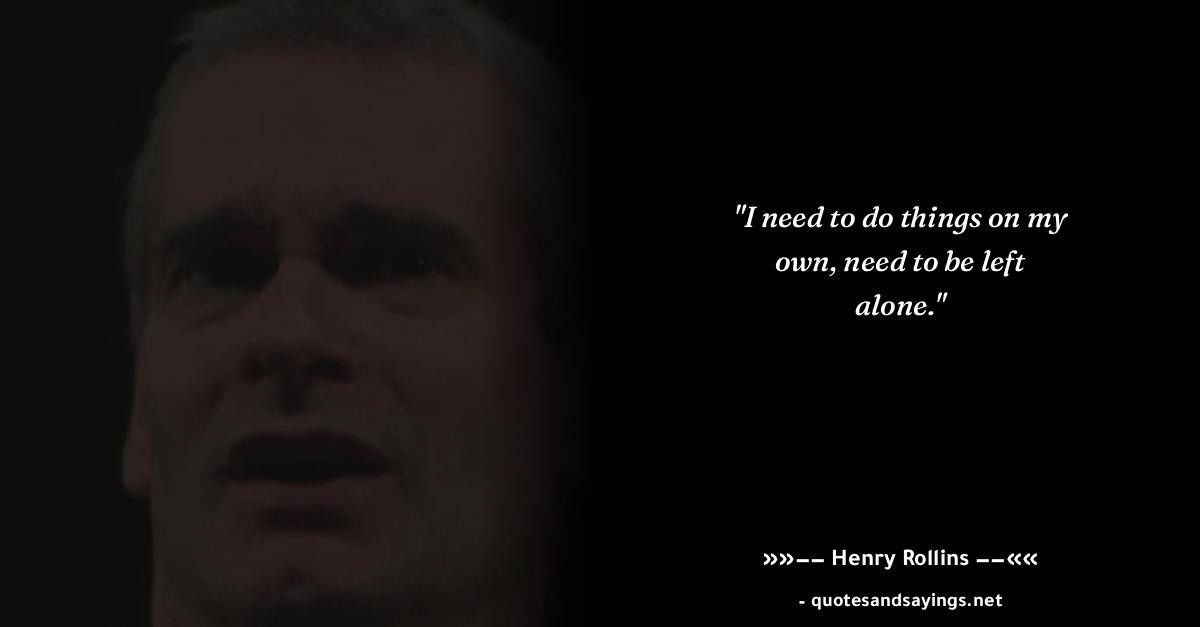 "I need to do things on my
own, need to be left
alone."
»»–– Henry Rollins ––««
- quotesandsayings.net